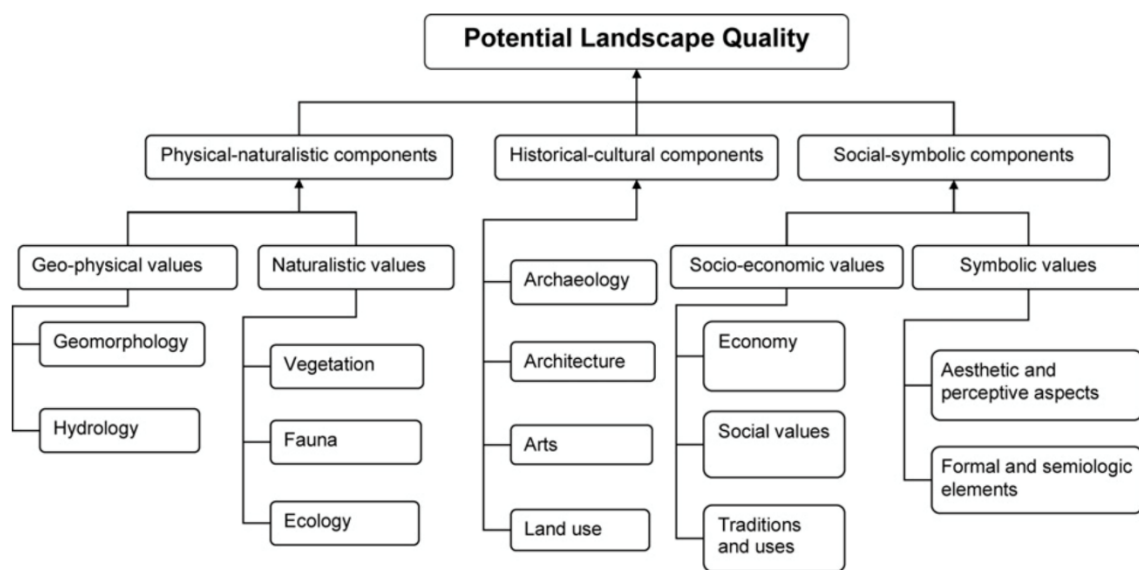 Potential Landscape Quality
Physical-naturalistic components
Historical-cultural components
Social-symbolic components
Geo-physical values
Naturalistic values
Socio-economic values
Symbolic values
Geomorphology
Hydrology
Vegetation
Fauna
Ecology
Archaeology
Architecture
Arts
Land use
Economy
Social values
Traditions
and uses
Aesthetic and
perceptive aspects
Formal and semiologic
elements